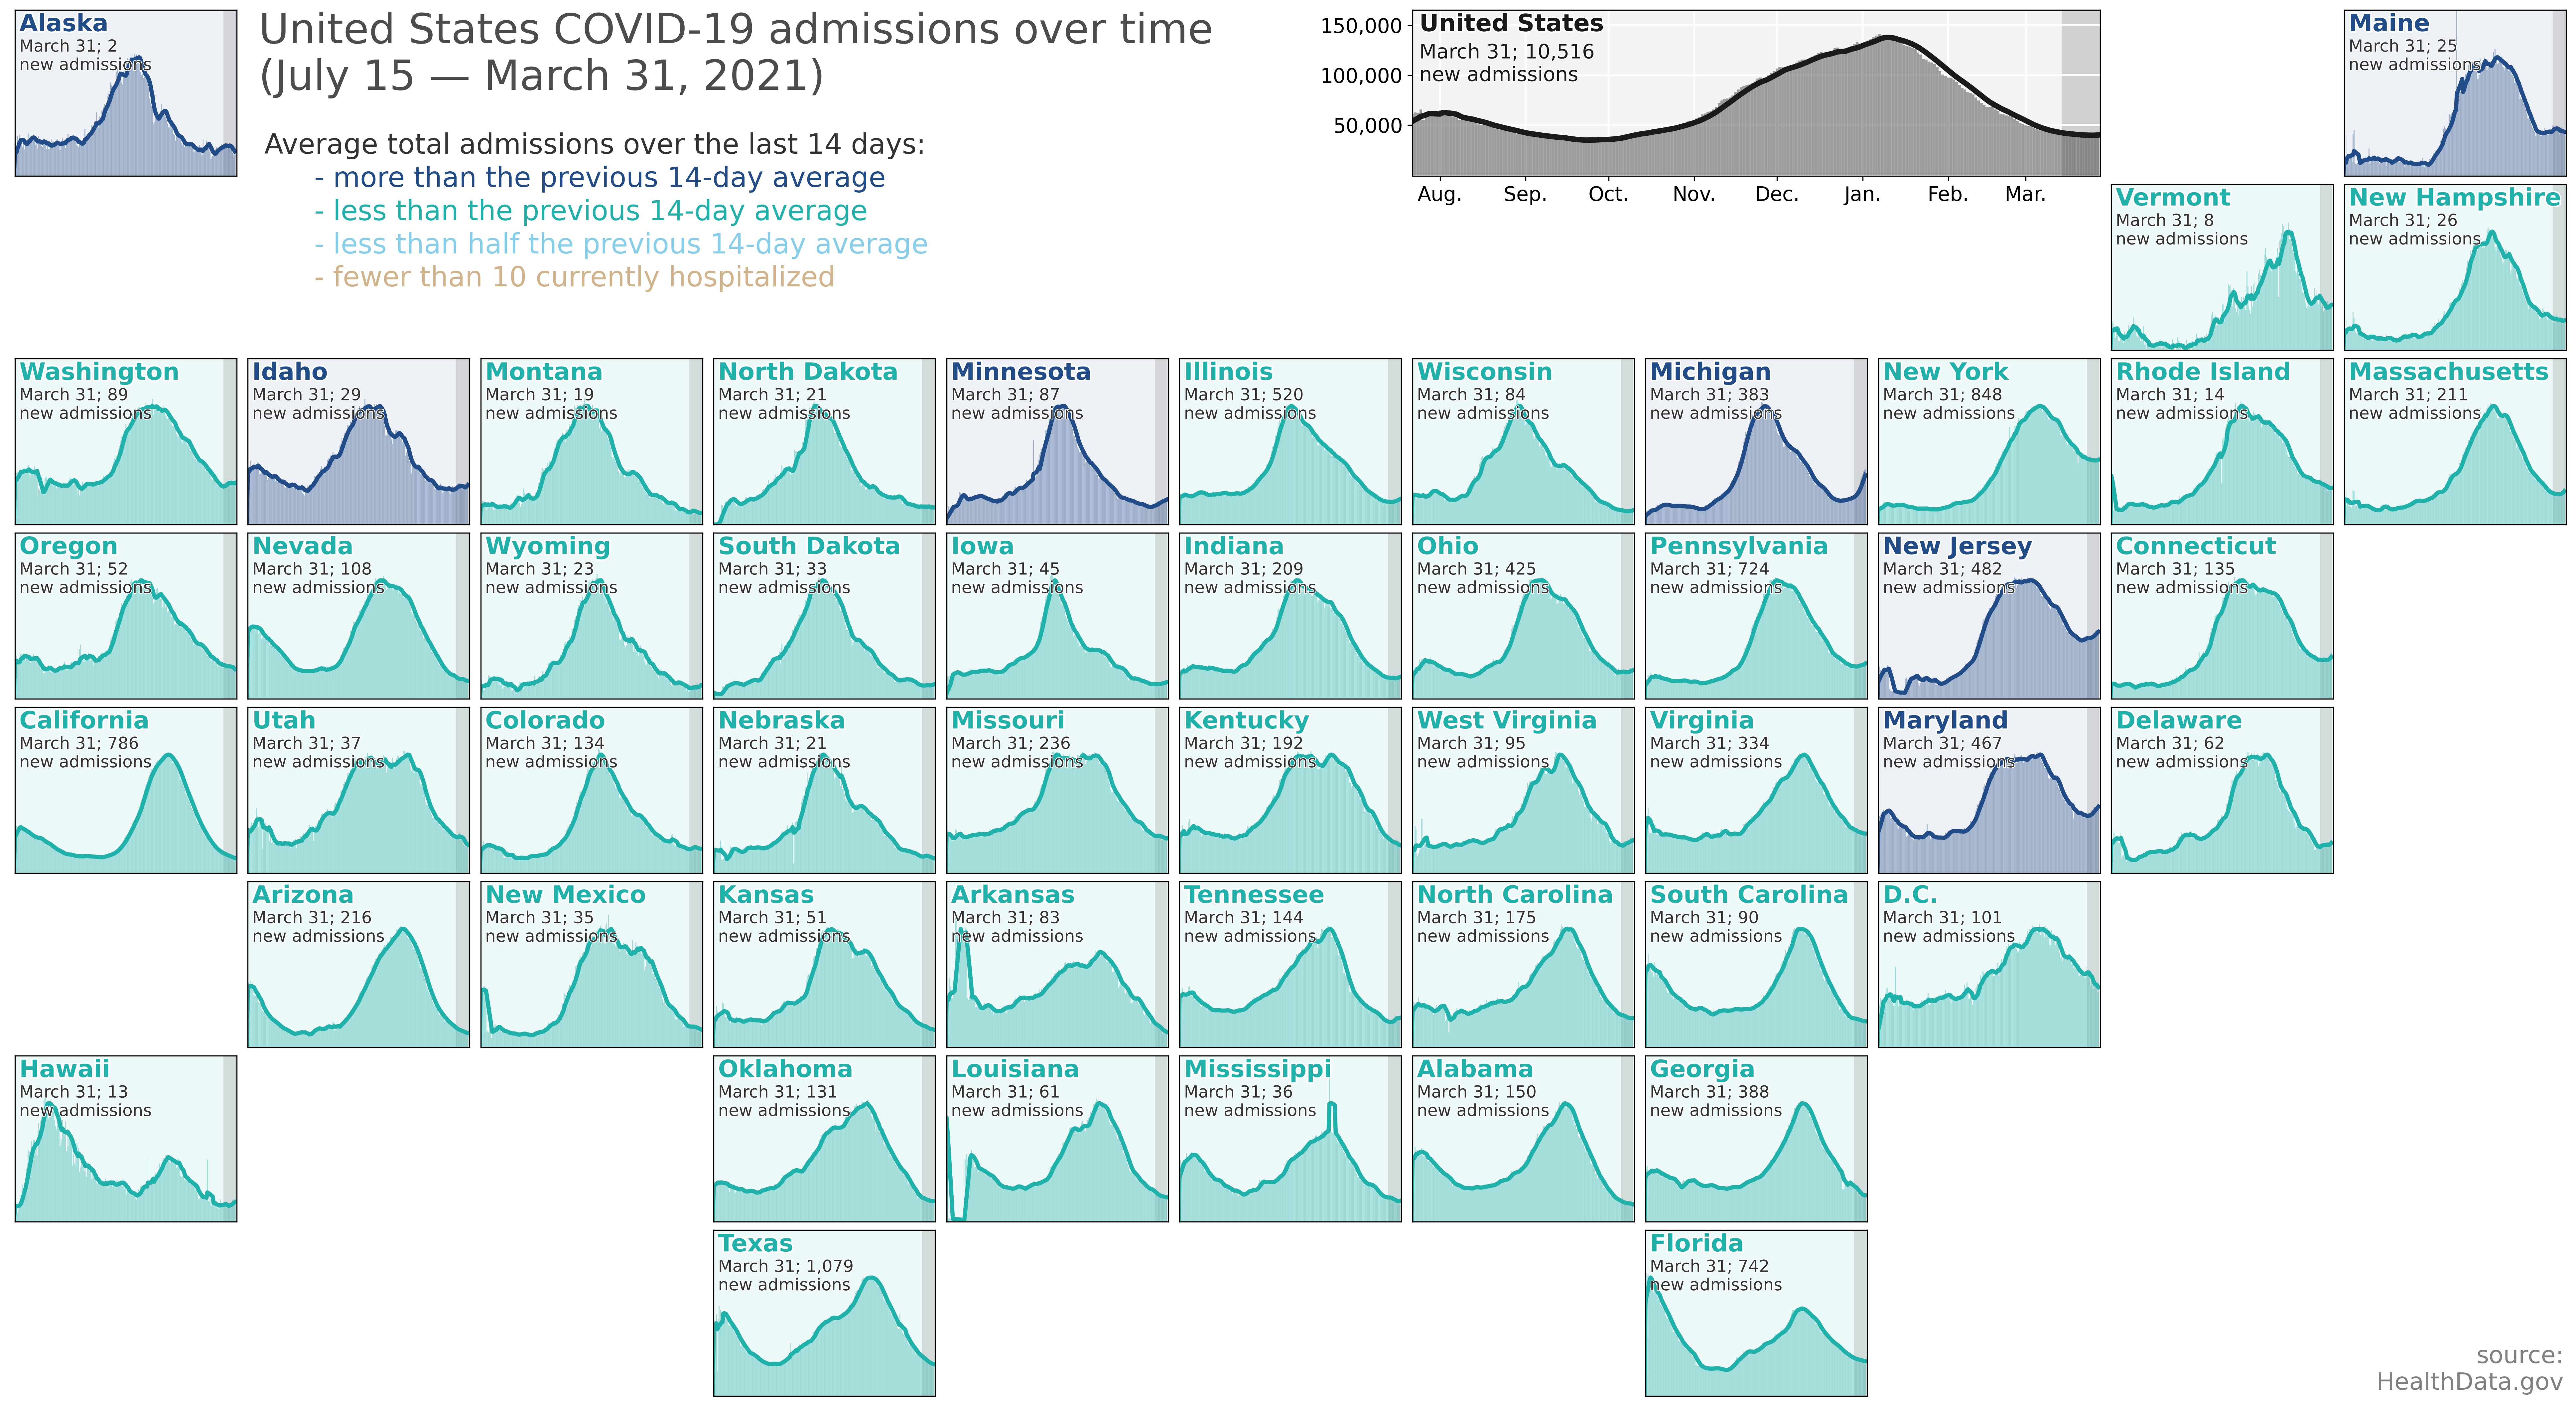 United States COVID-19 admissions over time
(July 15 — March 31, 2021)
Average total admissions over the last 14 days:
- more than the previous 14-day average
- less than the previous 14-day average
- less than half the previous 14-day average
- fewer than 10 currently hospitalized
Alaska
March 31; 2
new admissions
150,000
100,000
50,000
United States
March 31; 10,516
new admissions
Aug.
Sep.
Oct.
Nov.
Dec.
Jan.
Feb.
Mar.
Maine
March 31; 25
new admissions
Vermont
March 31; 8
new admissions
New Hampshire
March 31; 26
new admissions
Washington
March 31; 89
new admissions
Idaho
March 31; 29
new admissions
Montana
March 31; 19
new admissions
North Dakota
March 31; 21
new admissions
Minnesota
March 31; 87
new admissions
Illinois
March 31; 520
new admissions
Wisconsin
March 31; 84
new admissions
Michigan
March 31; 383
new admissions
New York
March 31; 848
new admissions
Rhode Island
March 31; 14
new admissions
Massachusetts
March 31; 211
new admissions
Oregon
March 31; 52
new admissions
Nevada
March 31; 108
new admissions
Wyoming
March 31; 23
new admissions
South Dakota
March 31; 33
new admissions
Iowa
March 31; 45
new admissions
Indiana
March 31; 209
new admissions
Ohio
March 31; 425
new admissions
Pennsylvania
March 31; 724
new admissions
New Jersey
March 31; 482
new admissions
Connecticut
March 31; 135
new admissions
California
March 31; 786
new admissions
Utah
March 31; 37
new admissions
Colorado
March 31; 134
new admissions
Nebraska
March 31; 21
new admissions
Missouri
March 31; 236
new admissions
Kentucky
March 31; 192
new admissions
West Virginia
March 31; 95
new admissions
Virginia
March 31; 334
new admissions
Maryland
March 31; 467
new admissions
Delaware
March 31; 62
new admissions
Arizona
March 31; 216
new admissions
New Mexico
March 31; 35
new admissions
Kansas
March 31; 51
new admissions
Arkansas
March 31; 83
new admissions
Tennessee
March 31; 144
new admissions
North Carolina
March 31; 175
new admissions
South Carolina
March 31; 90
new admissions
D.C.
March 31; 101
new admissions
Hawaii
March 31; 13
new admissions
Oklahoma
March 31; 131
new admissions
Louisiana
March 31; 61
new admissions
Mississippi
March 31; 36
new admissions
Alabama
March 31; 150
new admissions
Georgia
March 31; 388
new admissions
Texas
March 31; 1,079
new admissions
Florida
March 31; 742
new admissions
source:
HealthData.gov